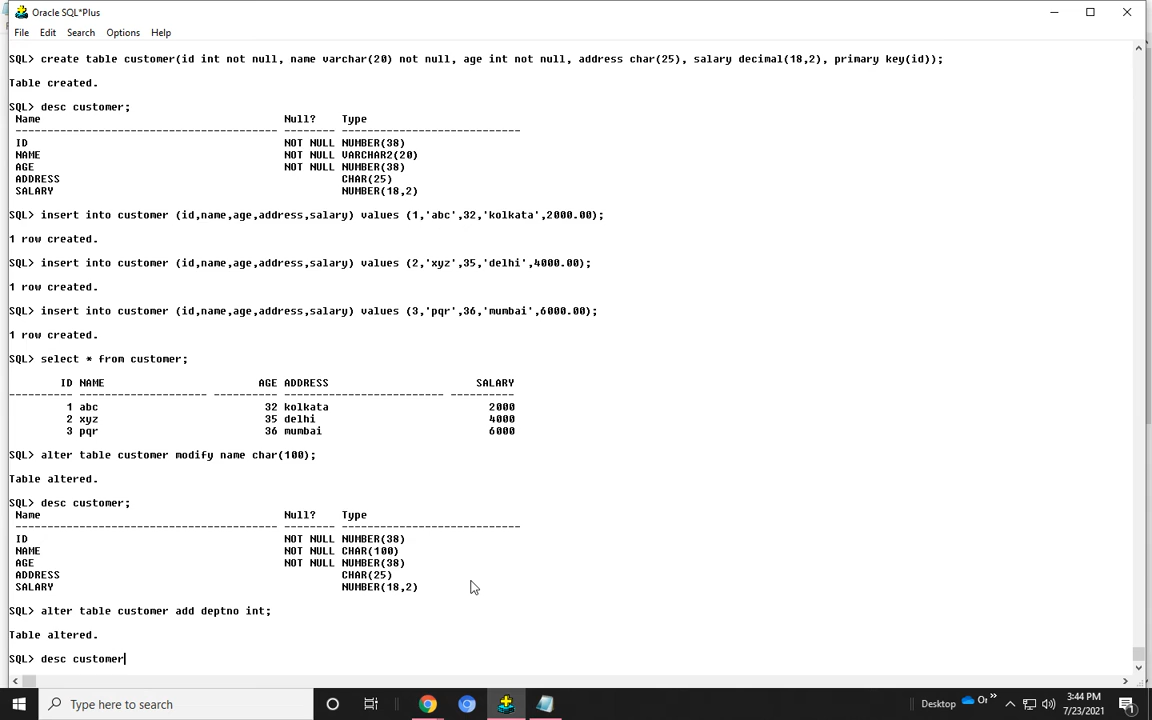 Oracle SQL*Plus
File Edit Search Options Help
SQL> create table customer(id int not null, name varchar(20) not null, age int not null, address char(25), salary decimal(18,2), primary key(id));
Table created.
SQL> desc customer;
Name Null? Type
----------------------------------------- -------- ----------------------------
ID NOT NULL NUMBER(38)
NAME NOT NULL VARCHAR2(20)
AGE NOT NULL NUMBER(38)
ADDRESS CHAR(25)
SALARY NUMBER(18,2)
SQL> insert into customer (id,name,age,address,salary) values (1,'abc',32,'kolkata',2000.00);
1 row created.
SQL> insert into customer (id,name,age,address,salary) values (2,'xyz',35,'delhi',4000.00);
1 row created.
SQL> insert into customer (id,name,age,address,salary) values (3,'pqr',36,'mumbai',6000.00);
1 row created.
SQL> select * from customer;
ID NAME AGE ADDRESS SALARY
---------- -------------------- ---------- ------------------------- ----------
1 abc 32 kolkata 2000
2 xyz 35 delhi 4000
3 pqr 36 mumbai 6000
SQL> alter table customer modify name char(100);
Table altered.
SQL> desc customer;
Name Null? Type
----------------------------------------- -------- ----------------------------
ID NOT NULL NUMBER(38)
NAME NOT NULL CHAR(100)
AGE NOT NULL NUMBER(38)
ADDRESS CHAR(25)
SALARY NUMBER(18,2)
SQL> alter table customer add deptno int;
Table altered.
SQL> desc customer
Type here to search
Desktop
Or
3:44 PM
7/23/2021
1